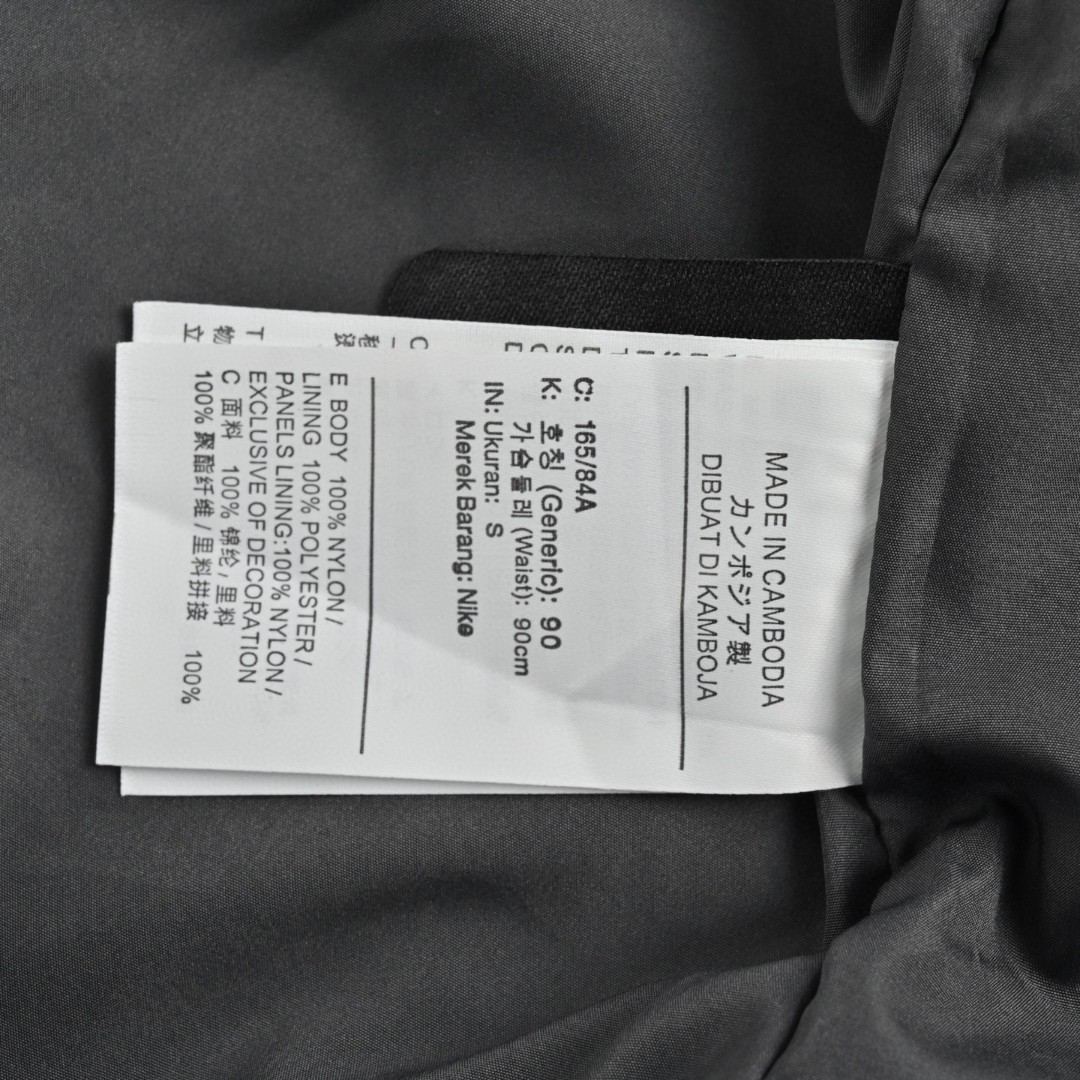 MADE IN CAMBODIA
カンボジア製
DIBUAT DI KAMBOJA
C: 165/84A
K: 호칭 (Generic): 90
가슴둘레 (Waist): 90cm
IN: Ukuran: S
Merek Barang: Nike
E BODY 100% NYLON /
LINING 100% POLYESTER /
PANELS LINING:100% NYLON /
EXCLUSIVE OF DECORATION
C 面料 100% 锦纶 / 里料
100% 聚酯纤维 / 里料拼接 100%